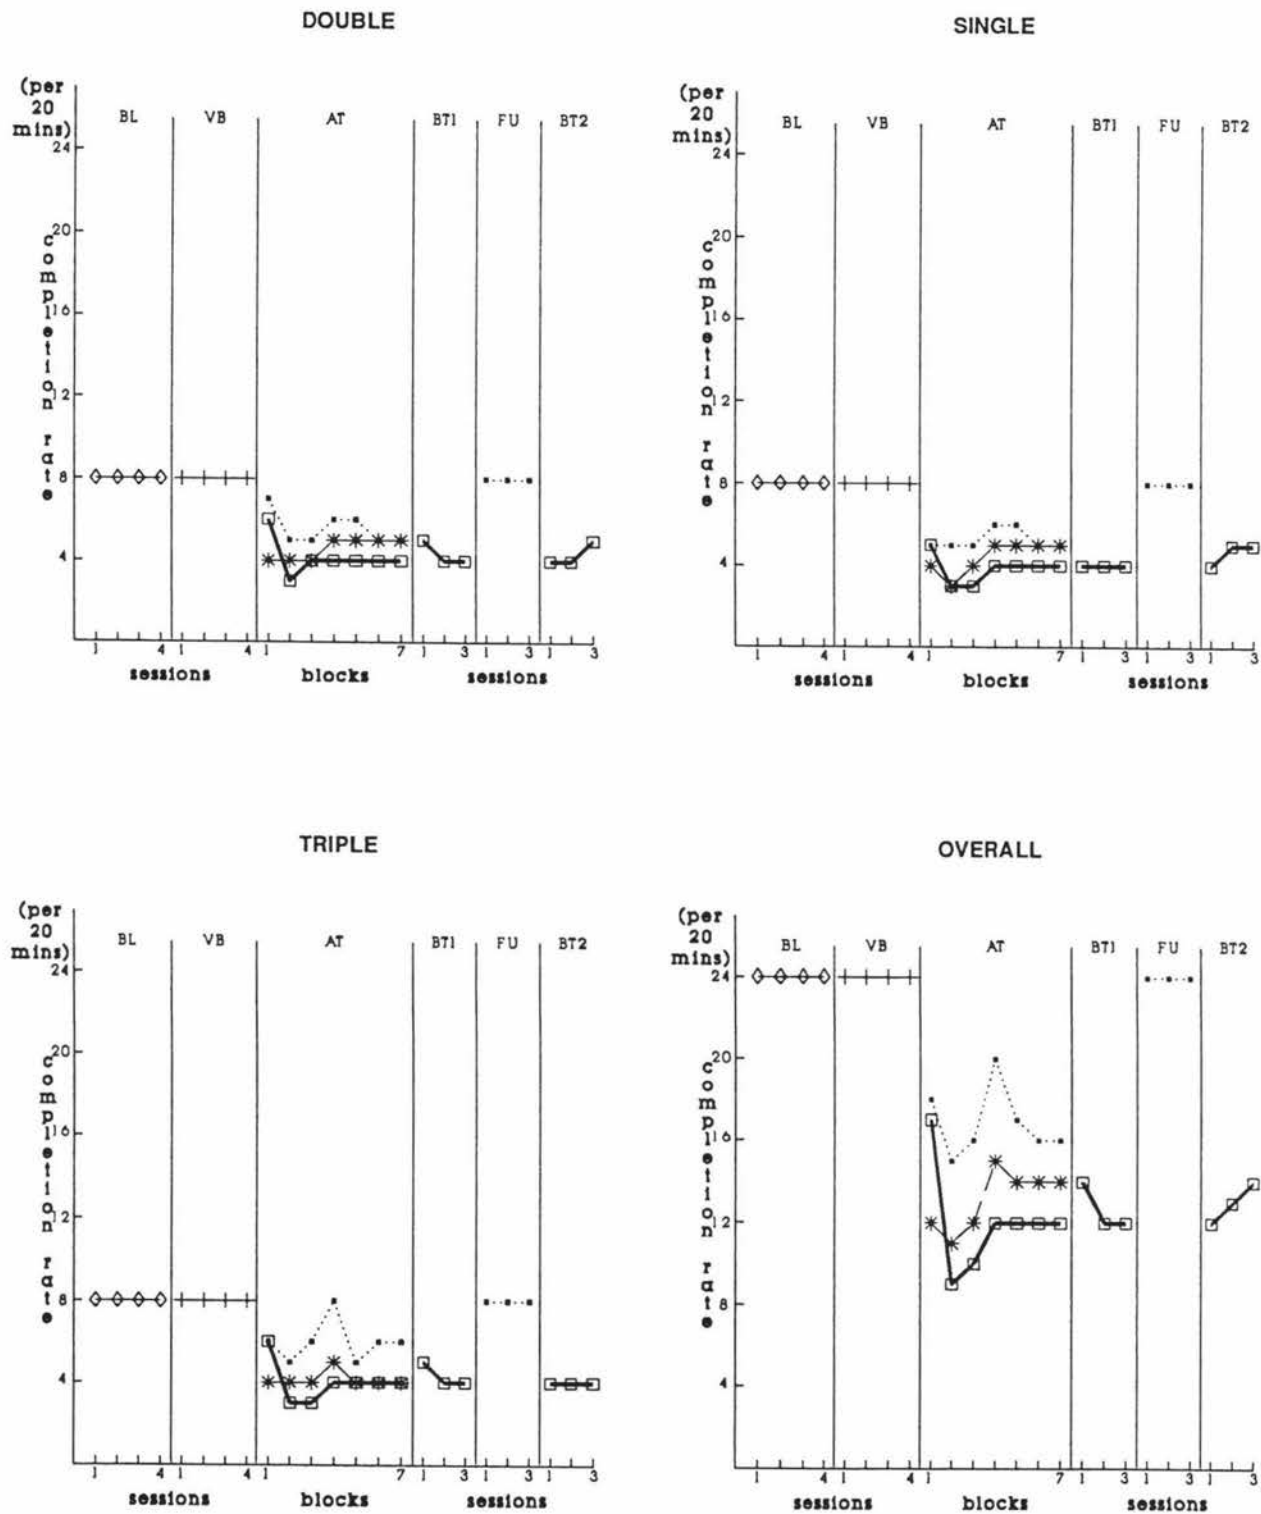 DOUBLE
(per
20
mins)
BL VB AT BT1 FU BT2
24
20
16
12
8
4
completion rate
1 4 1 4 1 7 1 3 1 3 1 3
sessions blocks sessions
SINGLE
(per
20
mins)
BL VB AT BT1 FU BT2
24
20
16
12
8
4
completion rate
1 4 1 4 1 7 1 3 1 3 1 3
sessions blocks sessions
TRIPLE
(per
20
mins)
BL VB AT BT1 FU BT2
24
20
16
12
8
4
completion rate
1 4 1 4 1 7 1 3 1 3 1 3
sessions blocks sessions
OVERALL
(per
20
mins)
BL VB AT BT1 FU BT2
24
20
16
12
8
4
completion rate
1 4 1 4 1 7 1 3 1 3 1 3
sessions blocks sessions